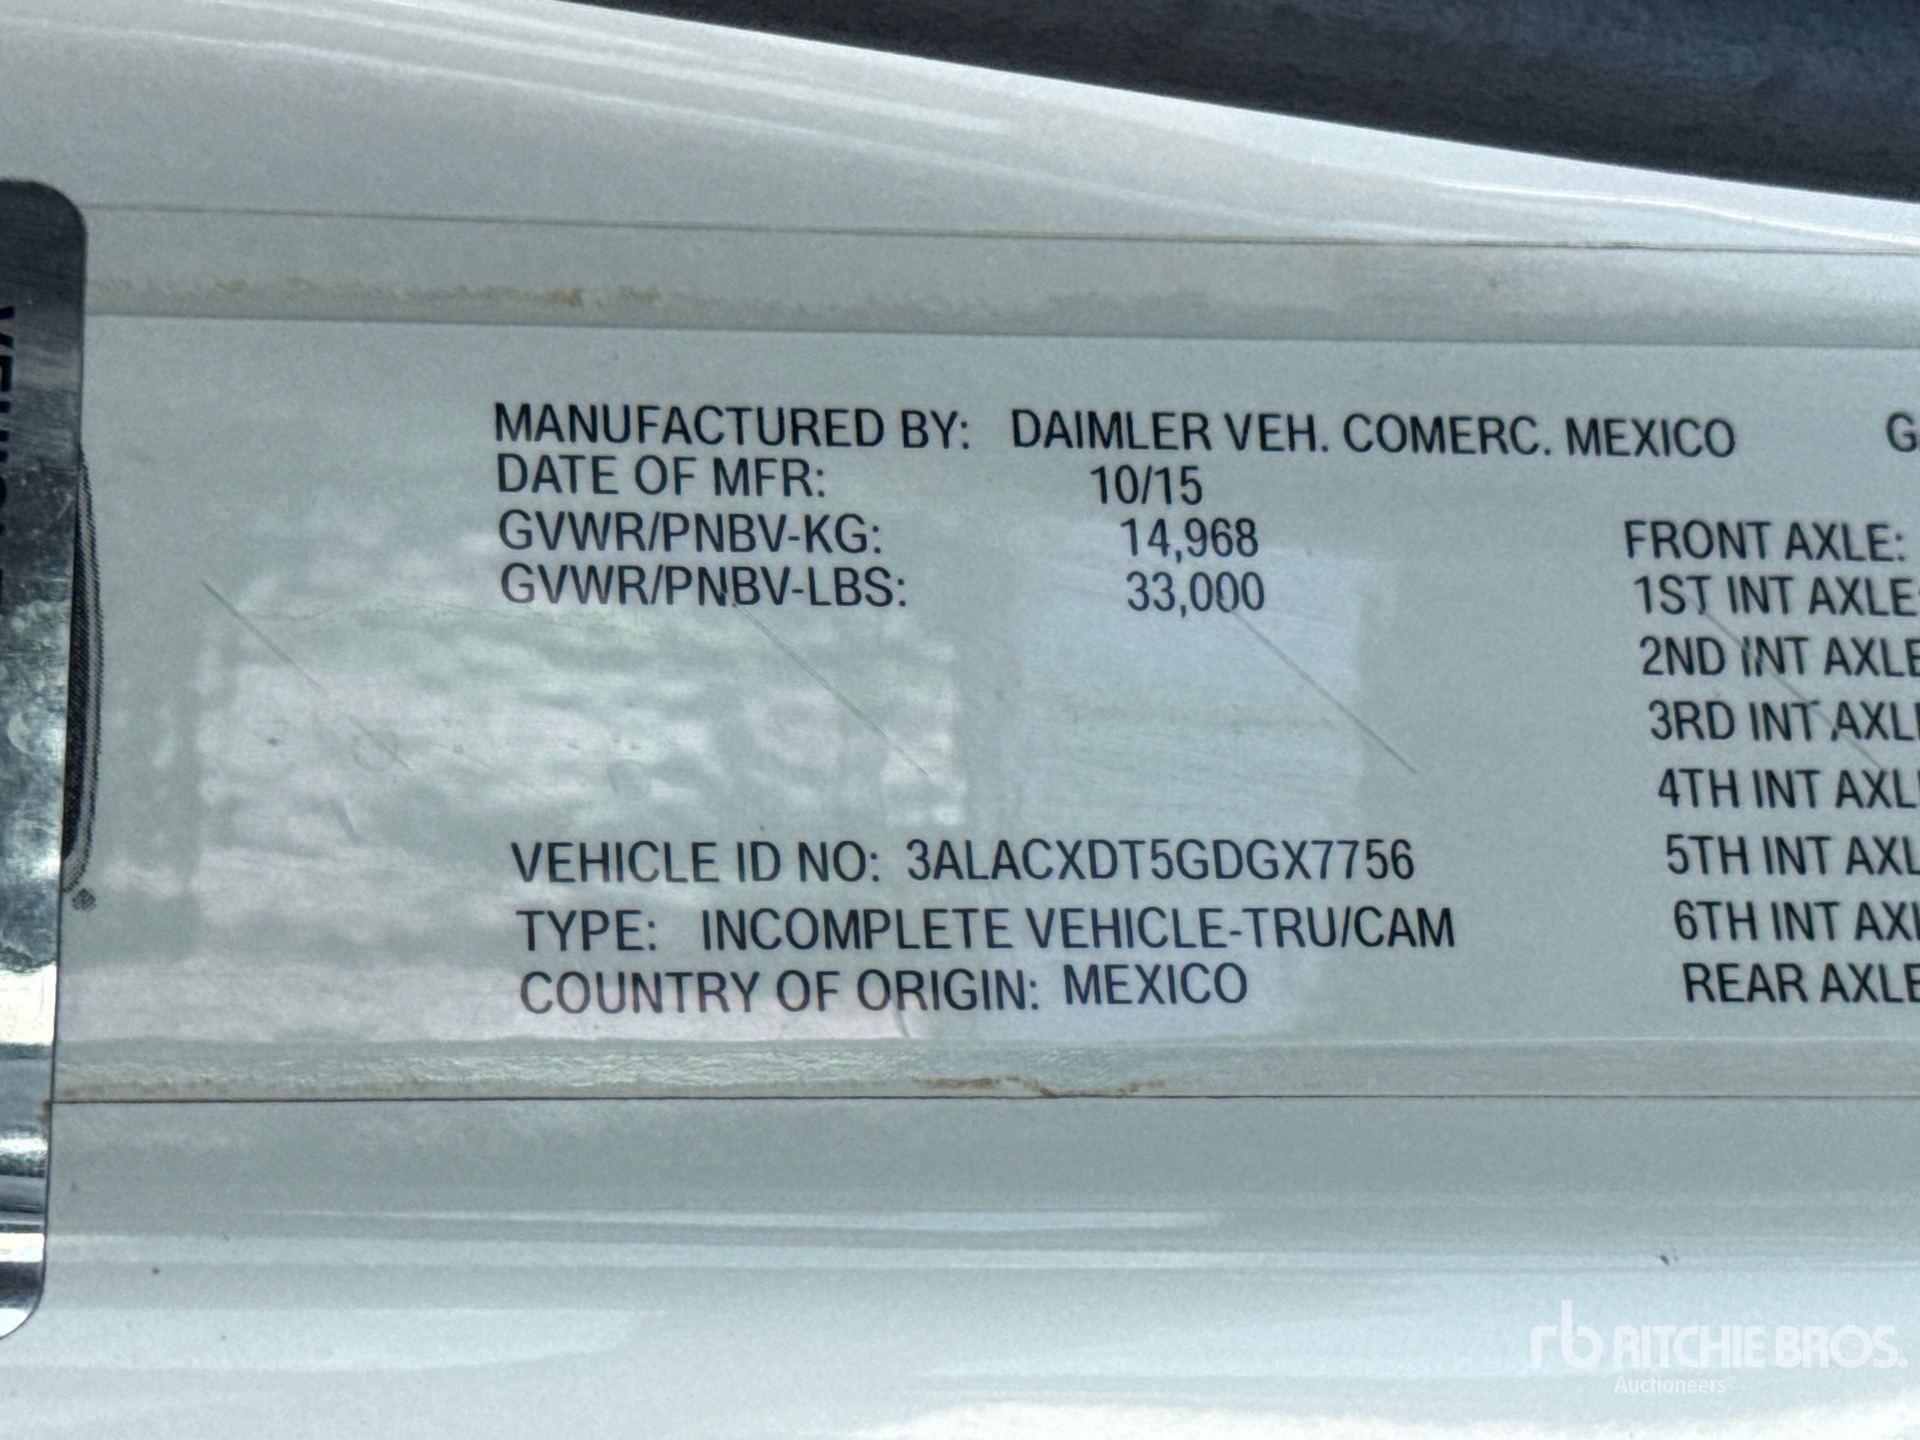 MANUFACTURED BY: DAIMLER VEH. COMERC. MEXICO
DATE OF MFR: 10/15
GVWR/PNBV-KG: 14,968
GVWR/PNBV-LBS: 33,000
VEHICLE ID NO: 3ALACXDT5GDGX7756
TYPE: INCOMPLETE VEHICLE-TRU/CAM
COUNTRY OF ORIGIN: MEXICO
FRONT AXLE:
1ST INT AXLE:
2ND INT AXLE
3RD INT AXL
4TH INT AXL
5TH INT AXL
6TH INT AX
REAR AXLE
rb RITCHIE BROS.
Auctioneers